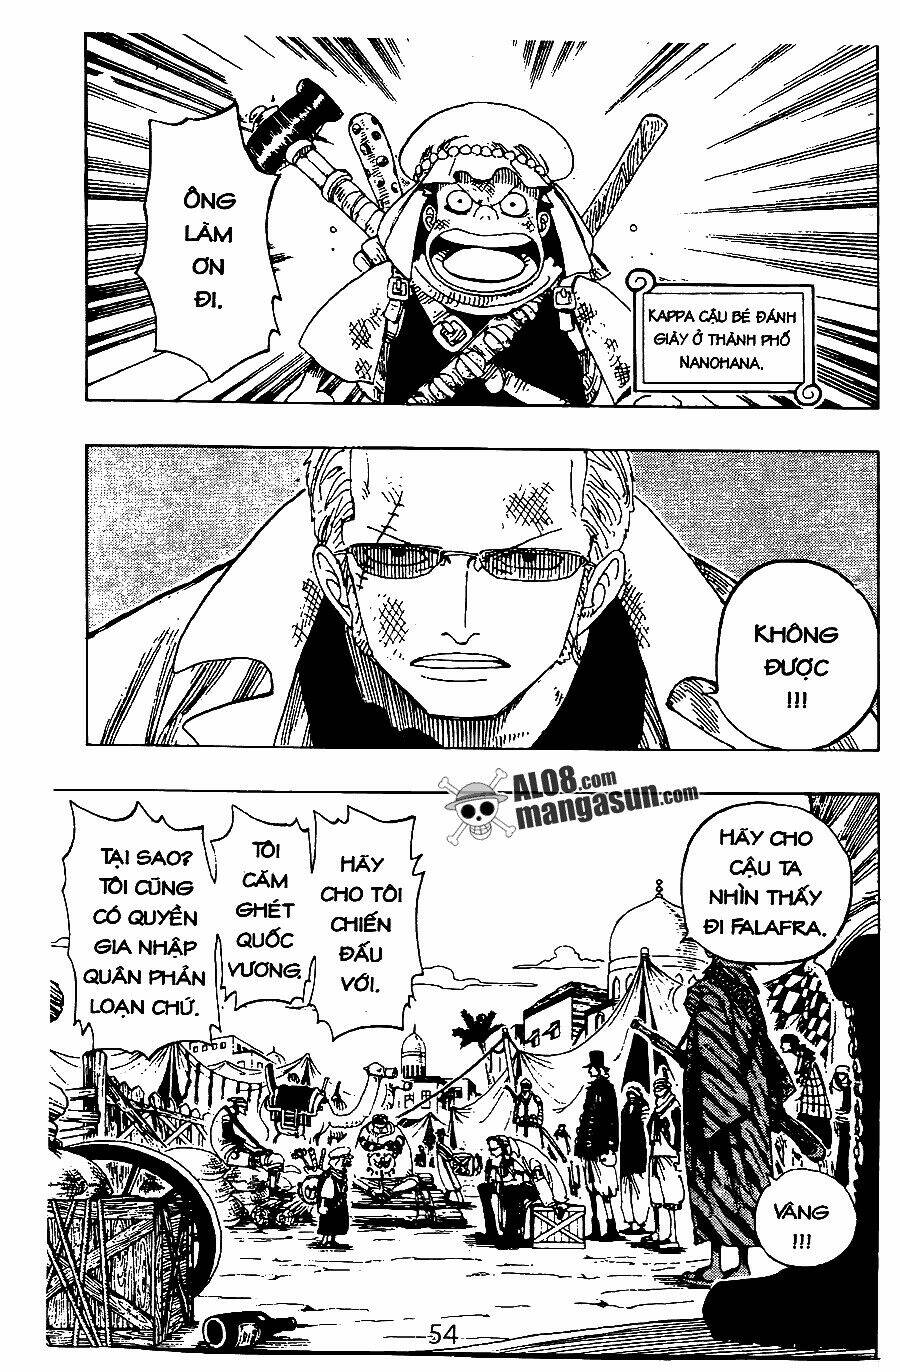 ÔNG
LÀM
ƠN
ĐI.
KAPPA CẬU BÉ ĐÁNH
GIÀY Ở THÀNH PHỐ
NANOHANA.
KHÔNG
ĐƯỢC
!!!
AL08.com
mangasun.com
TẠI SAO?
TÔI CŨNG
CÓ QUYỀN
GIA NHẬP
QUÂN PHẢN
LOẠN CHỨ.
TÔI
CĂM
GHÉT
QUỐC
VƯƠNG.
HÃY
CHO TÔI
CHIẾN
ĐẤU
VỚI.
HÃY CHO
CẬU TA
NHÌN THẤY
ĐI FALAFRA.
VÂNG
!!!
54